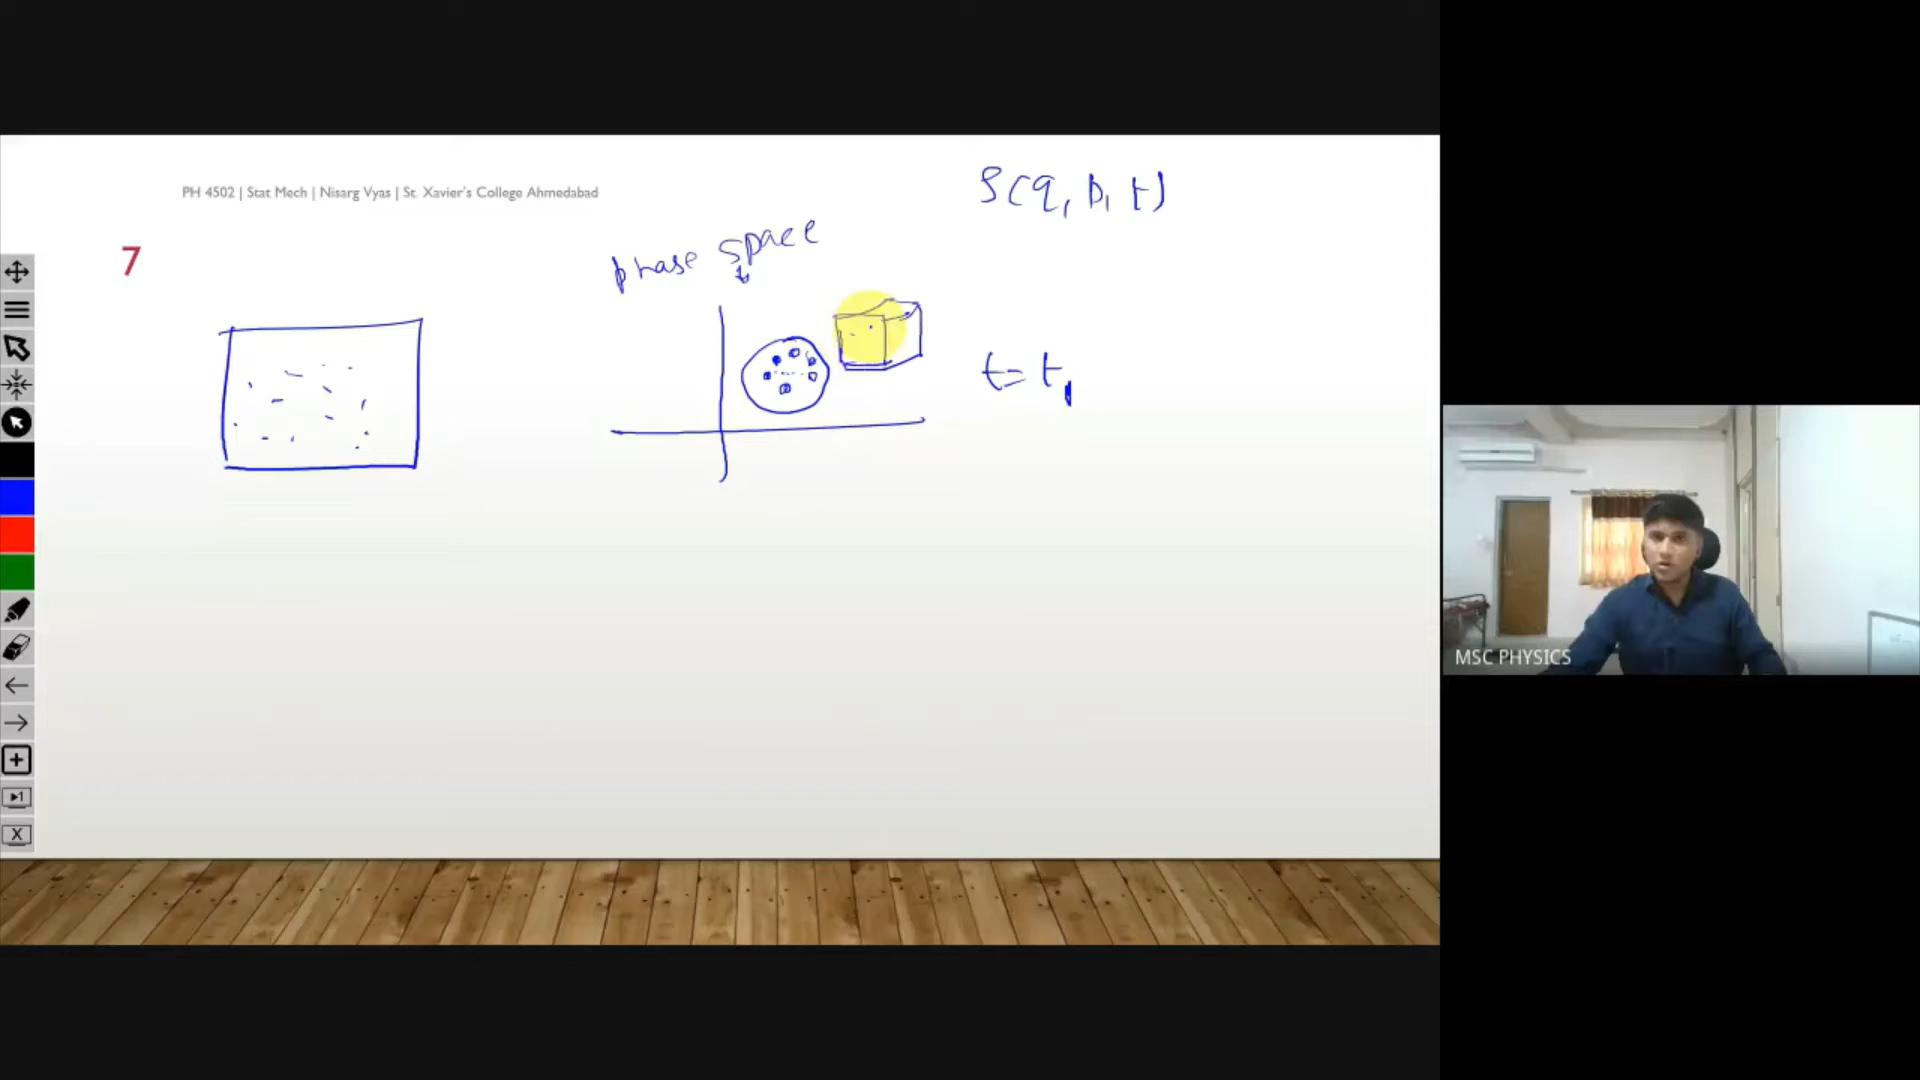 PH 4502 | Stat Mech | Nisarg Vyas | St. Xavier's College Ahmedabad
ρ(q, p, t)
7
phase space
t = t₁
MSC PHYSICS